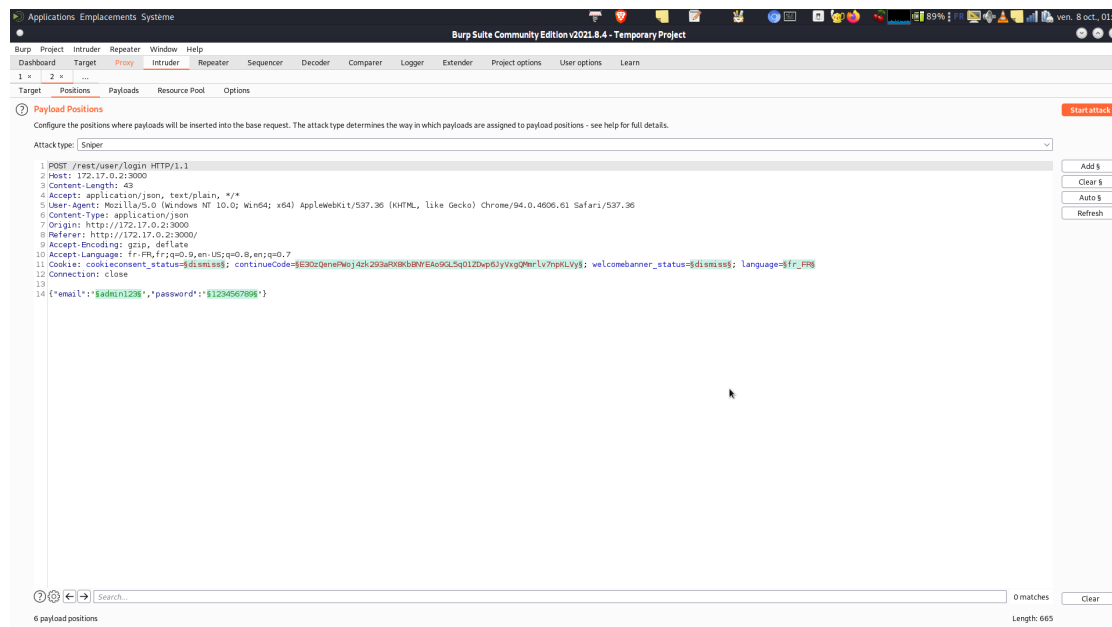 Applications Emplacements Système
89%
FR
ven. 8 oct., 01:
Burp Suite Community Edition v2021.8.4 - Temporary Project
Burp Project Intruder Repeater Window Help
Dashboard Target Proxy Intruder Repeater Sequencer Decoder Comparer Logger Extender Project options User options Learn
1 × 2 × ...
Target Positions Payloads Resource Pool Options
? Payload Positions
Start attack
Configure the positions where payloads will be inserted into the base request. The attack type determines the way in which payloads are assigned to payload positions - see help for full details.
Attack type: Sniper
Add §
Clear §
Auto §
Refresh
1 POST /rest/user/login HTTP/1.1
2 Host: 172.17.0.2:3000
3 Content-Length: 43
4 Accept: application/json, text/plain, */*
5 User-Agent: Mozilla/5.0 (Windows NT 10.0; Win64; x64) AppleWebKit/537.36 (KHTML, like Gecko) Chrome/94.0.4606.61 Safari/537.36
6 Content-Type: application/json
7 Origin: http://172.17.0.2:3000
8 Referer: http://172.17.0.2:3000/
9 Accept-Encoding: gzip, deflate
10 Accept-Language: fr-FR,fr;q=0.9,en-US;q=0.8,en;q=0.7
11 Cookie: cookieconsent_status=§dismiss§; continueCode=§; welcomebanner_status=§dismiss§; language=§fr_FR§
12 Connection: close
13
14 {"email":"§admin123§","password":"§123456789§"}
? Search... 0 matches Clear
6 payload positions Length: 665